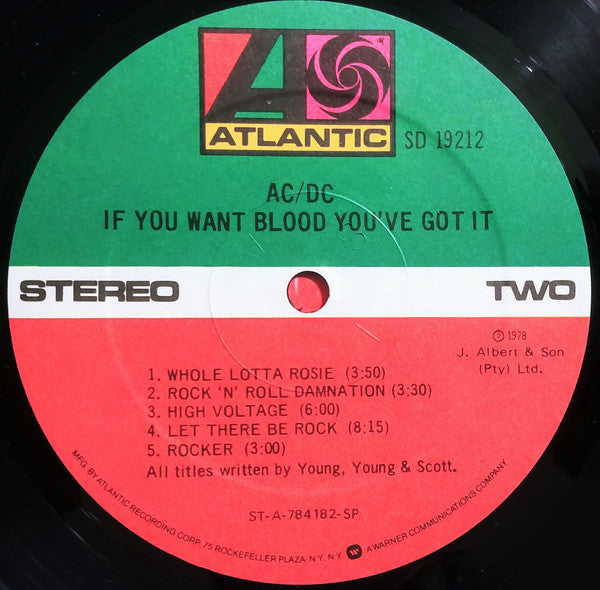 ATLANTIC
SD 19212
AC/DC
IF YOU WANT BLOOD YOU'VE GOT IT
STEREO
TWO
℗ 1978
J. Albert & Son
(Pty) Ltd.
1. WHOLE LOTTA ROSIE (3:50)
2. ROCK 'N' ROLL DAMNATION (3:30)
3. HIGH VOLTAGE (6:00)
4. LET THERE BE ROCK (8:15)
5. ROCKER (3:00)
All titles written by Young, Young & Scott.
ST-A-784182-SP
MFG. BY ATLANTIC RECORDING CORP. 75 ROCKEFELLER PLAZA, N.Y. N.Y. A WARNER COMMUNICATIONS COMPANY